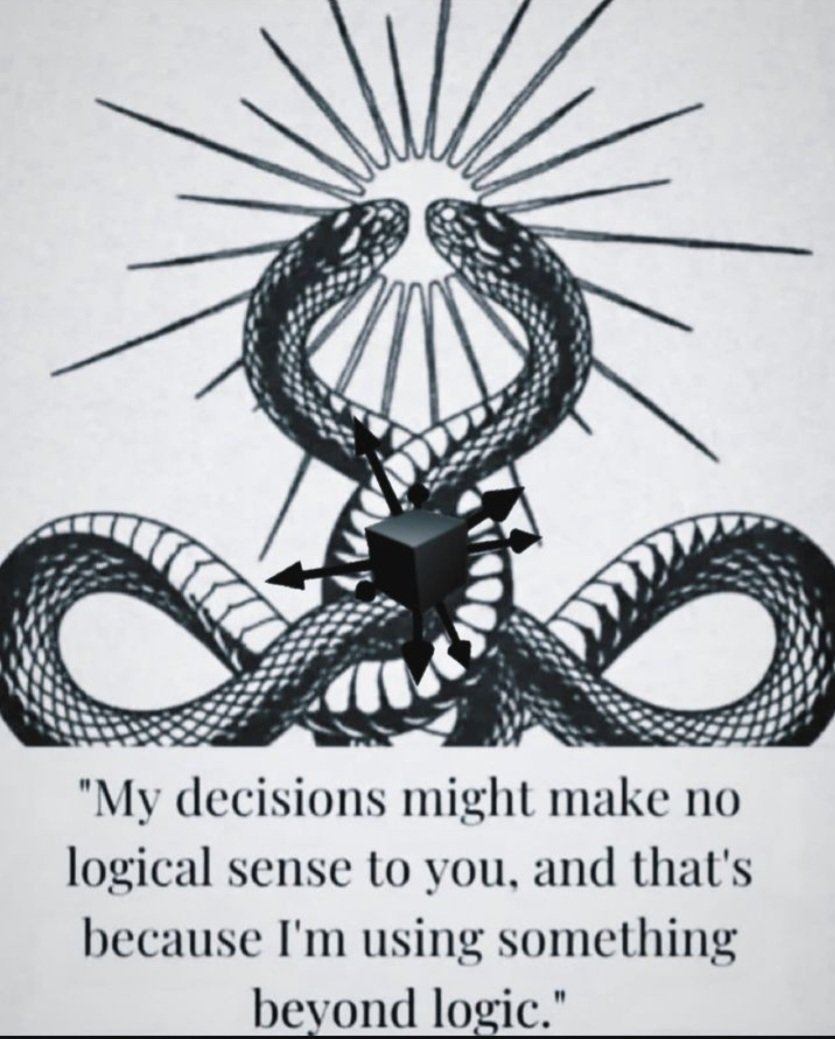 "My decisions might make no
logical sense to you, and that's
because I'm using something
beyond logic."